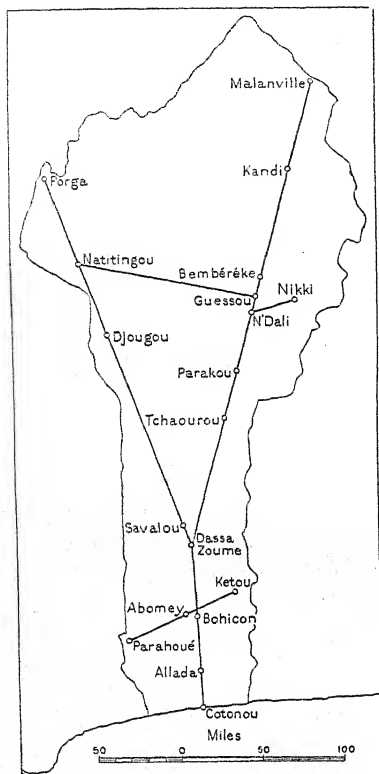 Malanville
Kandi
Porga
Natitingou
Bembéréke
Nikki
Guessou
N'Dali
Djougou
Parakou
Tchaourou
Savalou
Dassa
Zoume
Ketou
Abomey
Bohicon
Parahoué
Allada
Cotonou
Miles
50 0 50 100